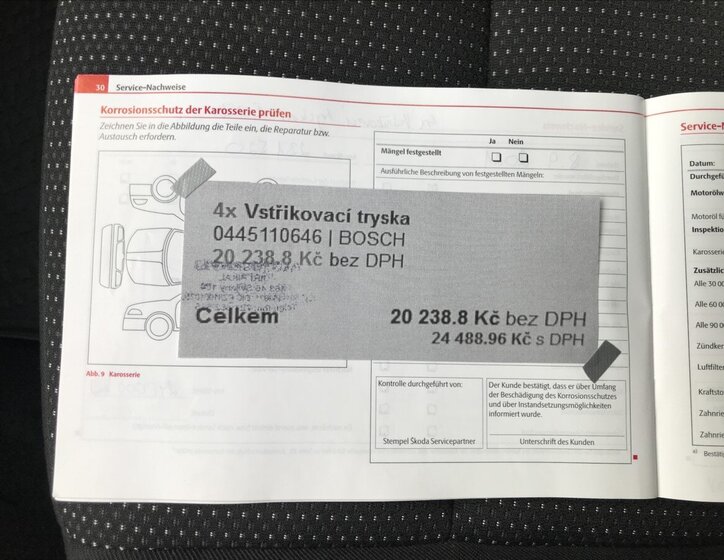 30 Service-Nachweise
Korrosionsschutz der Karosserie prüfen
Zeichnen Sie in die Abbildung die Teile ein, die Reparatur bzw.
Austausch erfordern.
Ja Nein
Mängel festgestellt
Ausführliche Beschreibung von festgestellten Mängeln:
4x Vstřikovací tryska
0445110646 | BOSCH
20 238.8 Kč bez DPH
Celkem 20 238.8 Kč bez DPH
24 488.96 Kč s DPH
Abb. 9 Karosserie
Kontrolle durchgeführt von:
Stempel Škoda Servicepartner
Der Kunde bestätigt, dass er über Umfang
der Beschädigung des Korrosionsschutzes
und über Instandsetzungsmöglichkeiten
informiert wurde.
Unterschrift des Kunden
Service-
Datum:
Durchgefü
Motorölw
Motoröl f
Inspektio
Karosseri
Zusätzlic
Alle 30 00
Alle 60 00
Alle 90 00
Zündker
Luftfilter
Kraftsto
Zahnrie
Zahnrie
a) Bestäti